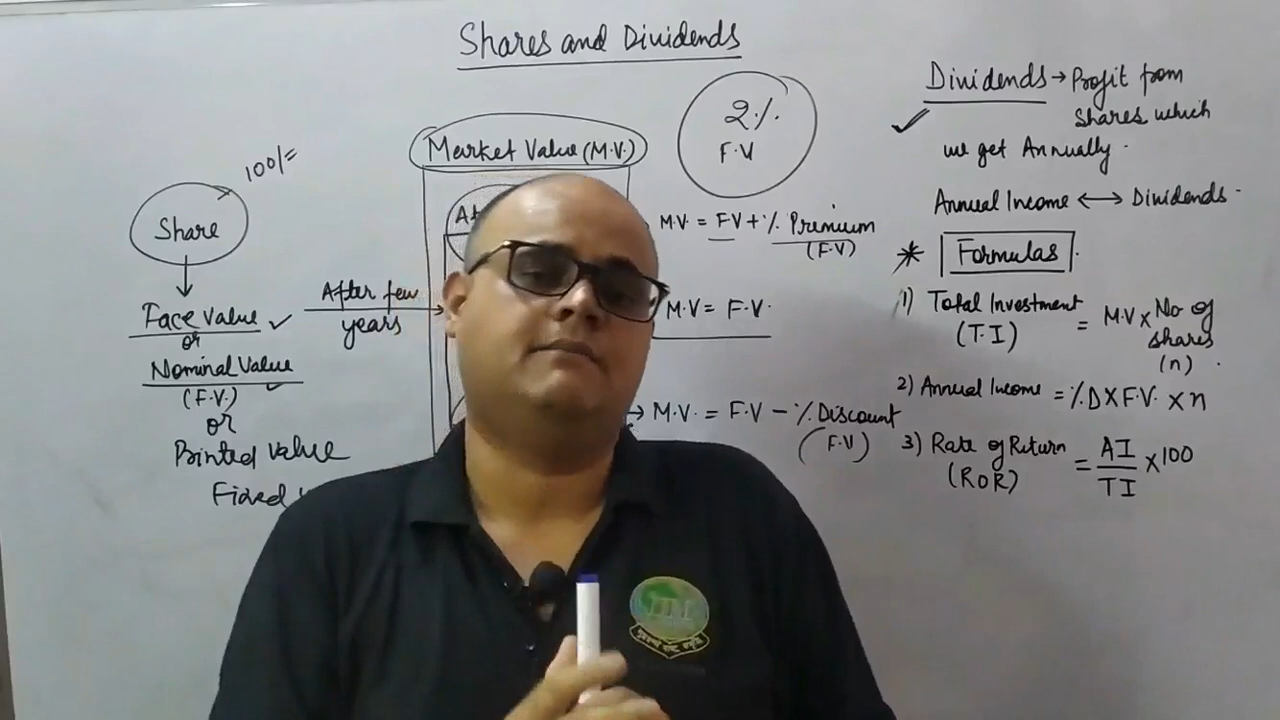 Shares and Dividends
100/=
Share
Face Value
or
Nominal Value
(F.V.)
or
Printed Value
Fixed
After few
years
Market Value (M.V.)
At
2%
F.V
M.V. = FV + % Premium
(F.V)
M.V = F.V.
M.V. = F.V - % Discount
(F.V)
Dividends → Profit from
Shares which
we get Annually.
Annual Income ↔ Dividends.
* Formulas
1) Total Investment = M.V × No of
(T.I) shares
(n).
2) Annual Income = % D × F.V. × n
3) Rate of Return = AI/TI × 100
(ROR)